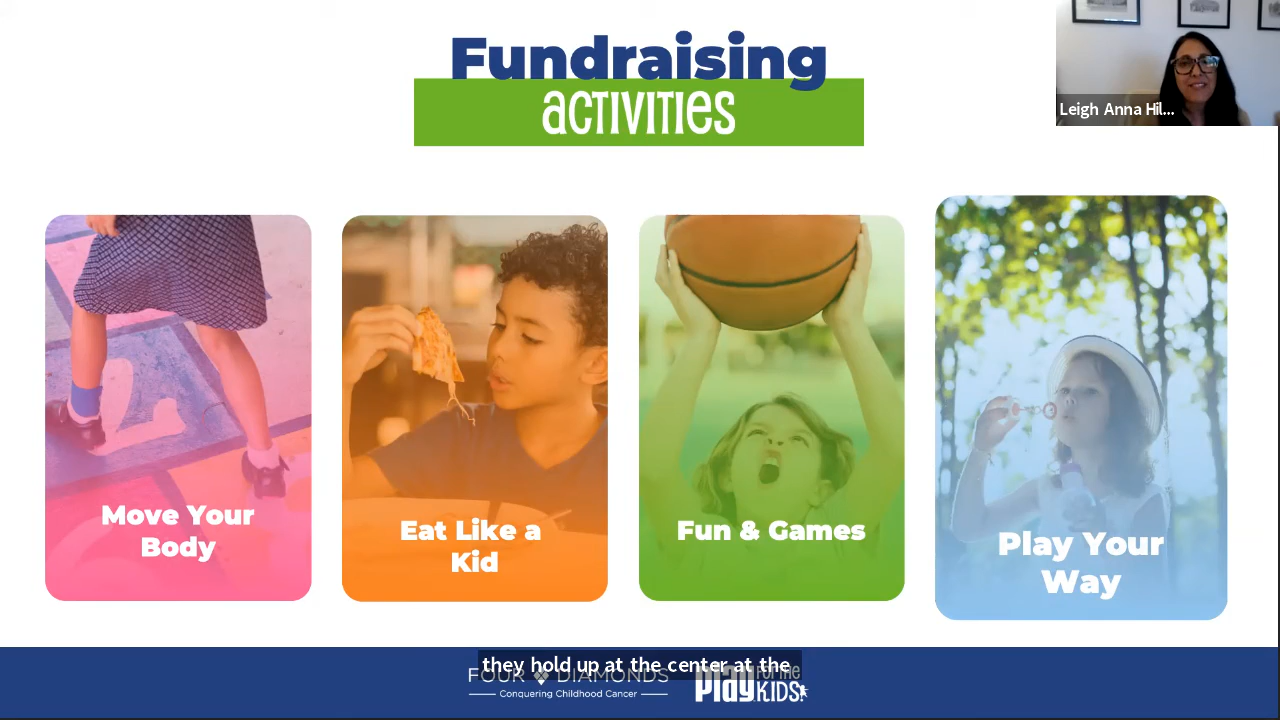 Fundraising
activities
Leigh Anna Hil...
Move Your
Body
Eat Like a
Kid
Fun & Games
Play Your
Way
they hold up at the center at the
FOUR DIAMONDS
Conquering Childhood Cancer
Play FOR THE
KIDS!